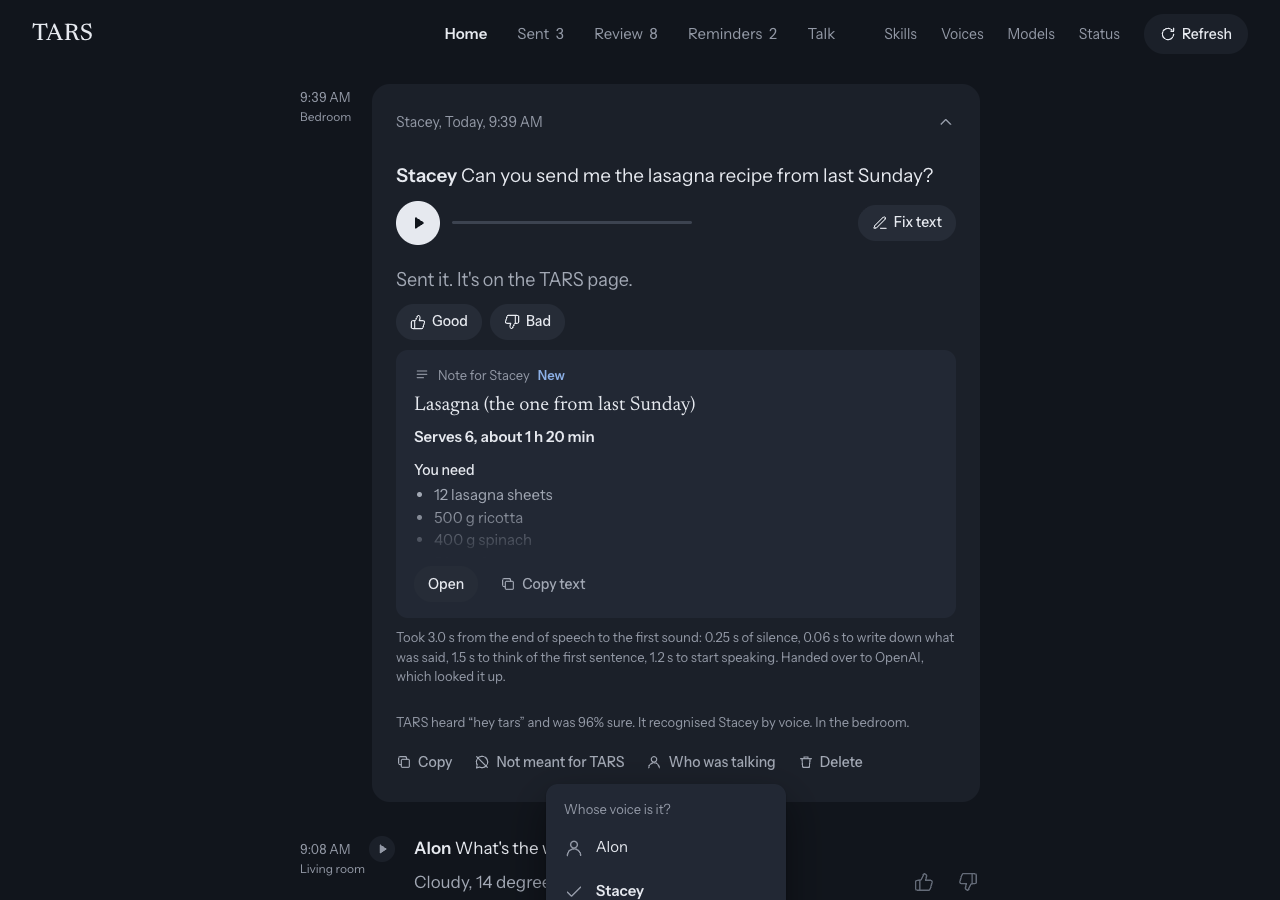 TARS
Home
Sent 3
Review 8
Reminders 2
Talk
Skills
Voices
Models
Status
Refresh
9:39 AM
Bedroom
Stacey, Today, 9:39 AM
Stacey Can you send me the lasagna recipe from last Sunday?
Fix text
Sent it. It's on the TARS page.
Good
Bad
Note for Stacey New
Lasagna (the one from last Sunday)
Serves 6, about 1 h 20 min
You need
• 12 lasagna sheets
• 500 g ricotta
• 400 g spinach
Open
Copy text
Took 3.0 s from the end of speech to the first sound: 0.25 s of silence, 0.06 s to write down what
was said, 1.5 s to think of the first sentence, 1.2 s to start speaking. Handed over to OpenAI,
which looked it up.
TARS heard “hey tars” and was 96% sure. It recognised Stacey by voice. In the bedroom.
Copy
Not meant for TARS
Who was talking
Delete
Whose voice is it?
Alon
Stacey
9:08 AM
Living room
Alon What's the
Cloudy, 14 degree